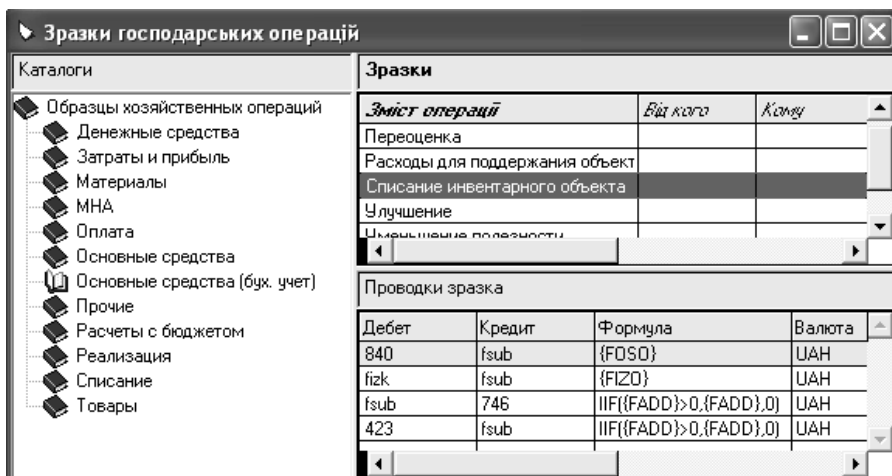 Зразки господарських операцій
Каталоги
Образцы хозяйственных операций
Денежные средства
Затраты и прибыль
Материалы
МНА
Оплата
Основные средства
Основные средства (бух. учет)
Прочие
Расчеты с бюджетом
Реализация
Списание
Товары
Зразки
Зміст операції Від кого Кому
Переоценка
Расходы для поддержания объект
Списание инвентарного объекта
Улучшение
Уменьшение полезности
Проводки зразка
Дебет Кредит Формула Валюта
840 fsub {FOSO} UAH
fizk fsub {FIZO} UAH
fsub 746 IIF({FADD}>0,{FADD},0) UAH
423 fsub IIF({FADD}>0,{FADD},0) UAH